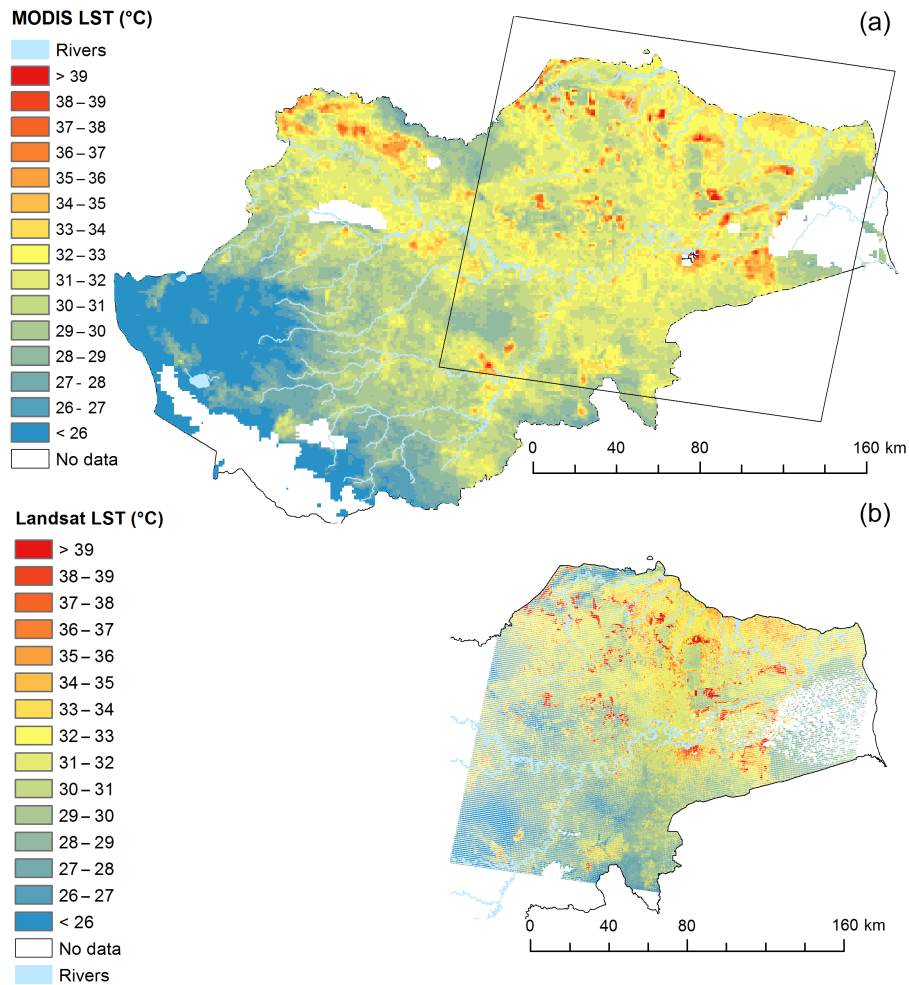 MODIS LST (°C)
(a)
Rivers
> 39
38 – 39
37 – 38
36 – 37
35 – 36
34 – 35
33 – 34
32 – 33
31 – 32
30 – 31
29 – 30
28 – 29
27 - 28
26 - 27
< 26
No data
0 40 80 160 km
Landsat LST (°C)
(b)
> 39
38 – 39
37 – 38
36 – 37
35 – 36
34 – 35
33 – 34
32 – 33
31 – 32
30 – 31
29 – 30
28 – 29
27 – 28
26 – 27
< 26
No data
Rivers
0 40 80 160 km